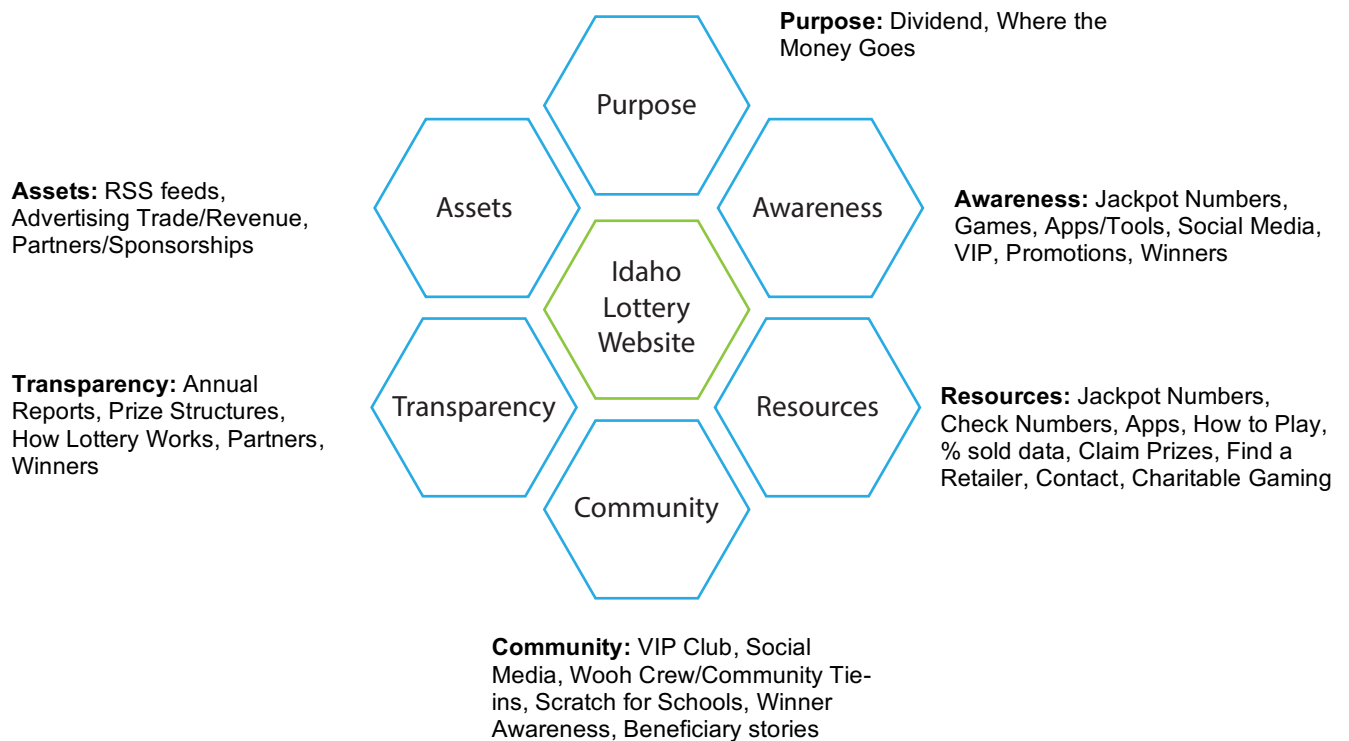 Purpose: Dividend, Where the
Money Goes
Purpose
Assets
Awareness
Assets: RSS feeds,
Advertising Trade/Revenue,
Partners/Sponsorships
Awareness: Jackpot Numbers,
Games, Apps/Tools, Social Media,
VIP, Promotions, Winners
Idaho
Lottery
Website
Transparency: Annual
Reports, Prize Structures,
How Lottery Works, Partners,
Winners
Transparency
Resources
Resources: Jackpot Numbers,
Check Numbers, Apps, How to Play,
% sold data, Claim Prizes, Find a
Retailer, Contact, Charitable Gaming
Community
Community: VIP Club, Social
Media, Wooh Crew/Community Tie-
ins, Scratch for Schools, Winner
Awareness, Beneficiary stories